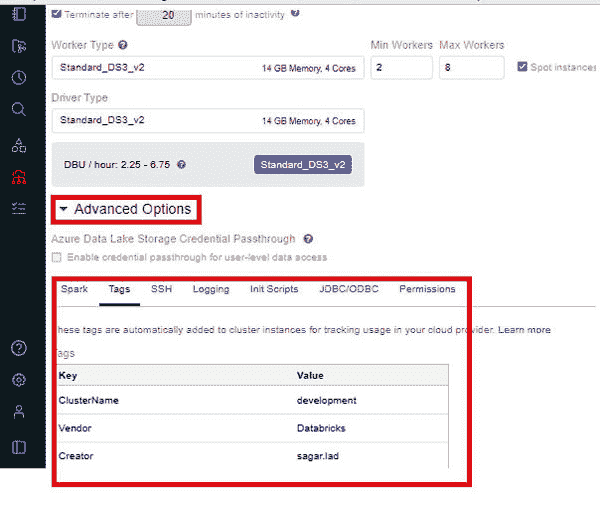 Terminate after 20 minutes of inactivity ?
Worker Type ? Min Workers Max Workers
Standard_DS3_v2 14 GB Memory, 4 Cores 2 8 Spot instances
Driver Type
Standard_DS3_v2 14 GB Memory, 4 Cores
DBU / hour: 2.25 - 6.75 ? Standard_DS3_v2
Advanced Options
Azure Data Lake Storage Credential Passthrough ?
Enable credential passthrough for user-level data access
Spark Tags SSH Logging Init Scripts JDBC/ODBC Permissions
hese tags are automatically added to cluster instances for tracking usage in your cloud provider. Learn more
ags
Key Value
ClusterName development
Vendor Databricks
Creator sagar.lad